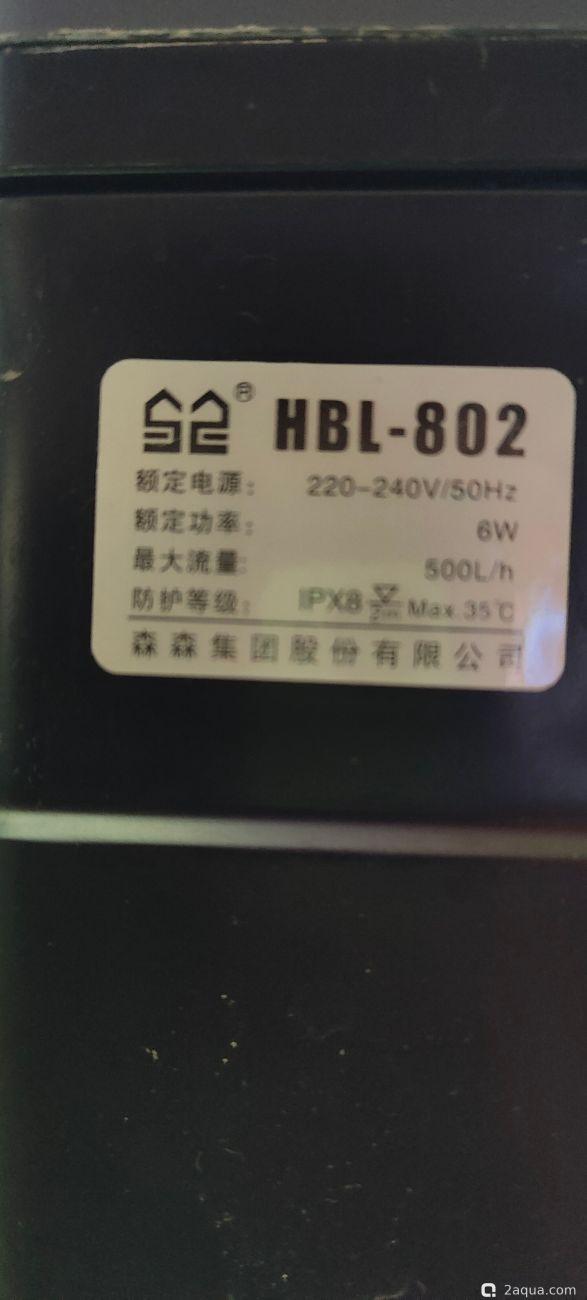 ® HBL-802
额定电源： 220-240V/50Hz
额定功率： 6W
最大流量： 500L/h
防护等级： IPX8 2m Max.35℃
森森集团股份有限公司
2aqua.com